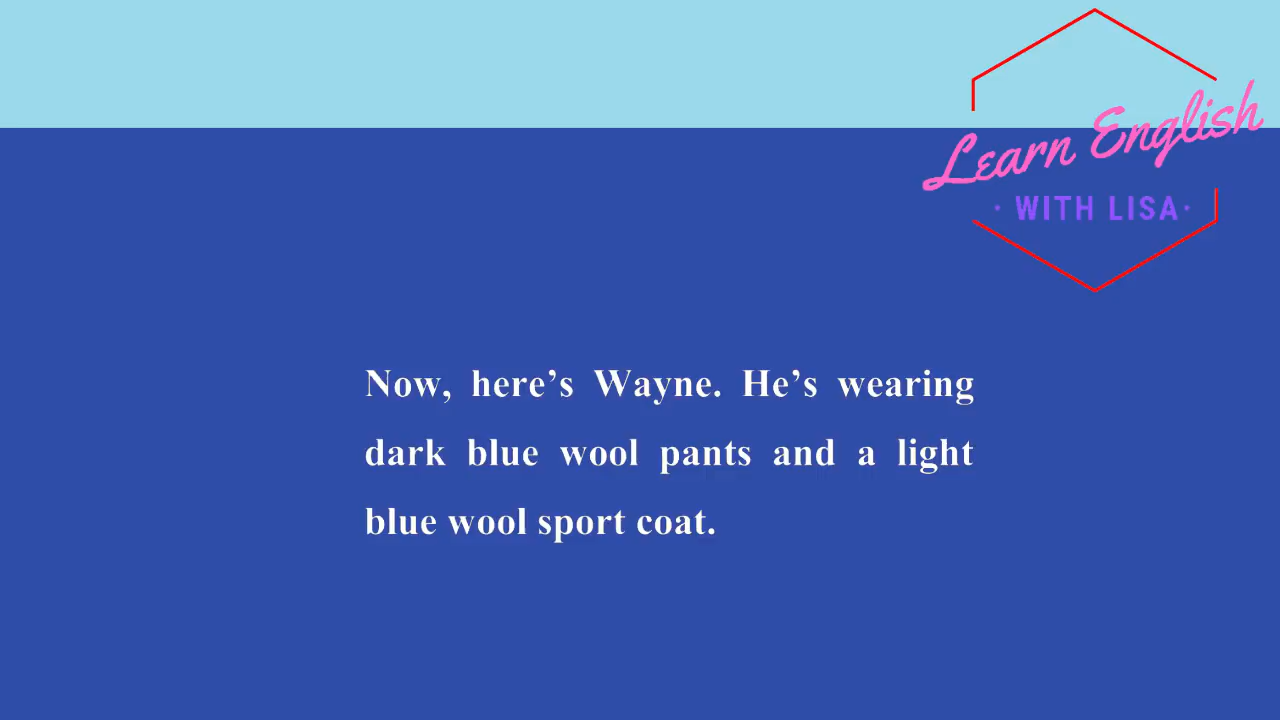 Learn English
· WITH LISA·
Now, here’s Wayne. He’s wearing
dark blue wool pants and a light
blue wool sport coat.